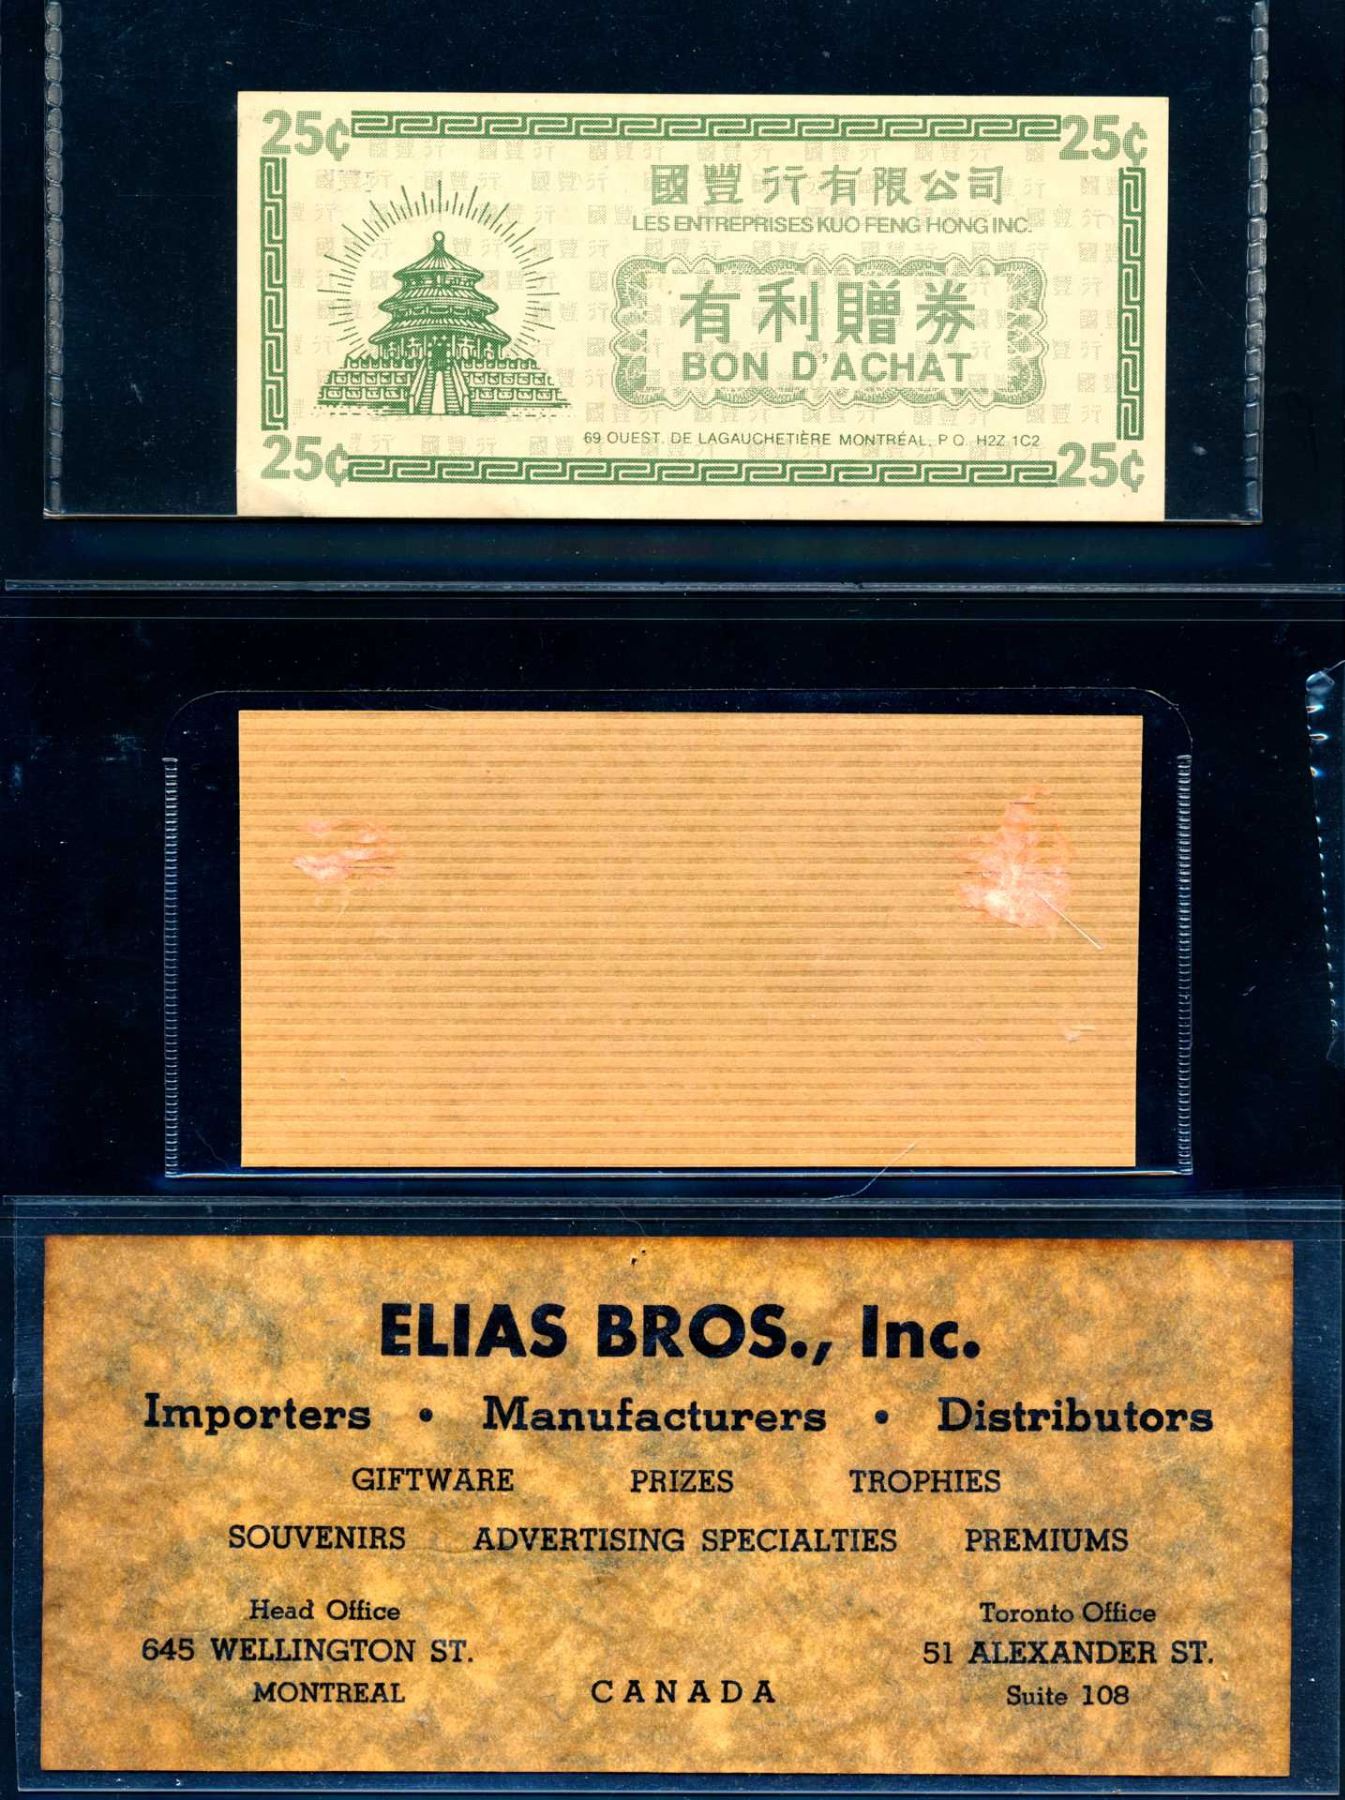 25¢ 25¢
國豐行有限公司
LES ENTREPRISES KUO FENG HONG INC.
有利贈券
BON D'ACHAT
69 OUEST. DE LAGAUCHETIÈRE MONTRÉAL, P.Q. H2Z 1C2
25¢ 25¢
ELIAS BROS., Inc.
Importers • Manufacturers • Distributors
GIFTWARE PRIZES TROPHIES
SOUVENIRS ADVERTISING SPECIALTIES PREMIUMS
Head Office Toronto Office
645 WELLINGTON ST. 51 ALEXANDER ST.
MONTREAL CANADA Suite 108